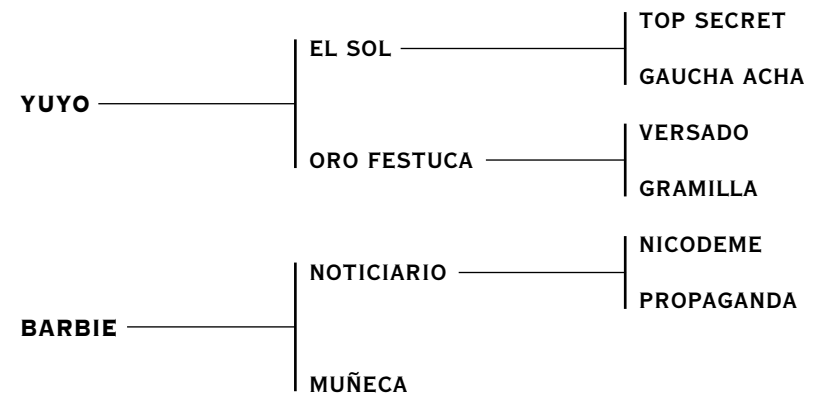 TOP SECRET
EL SOL
GAUCHA ACHA
YUYO
VERSADO
ORO FESTUCA
GRAMILLA
NICODEME
NOTICIARIO
PROPAGANDA
BARBIE
MUÑECA